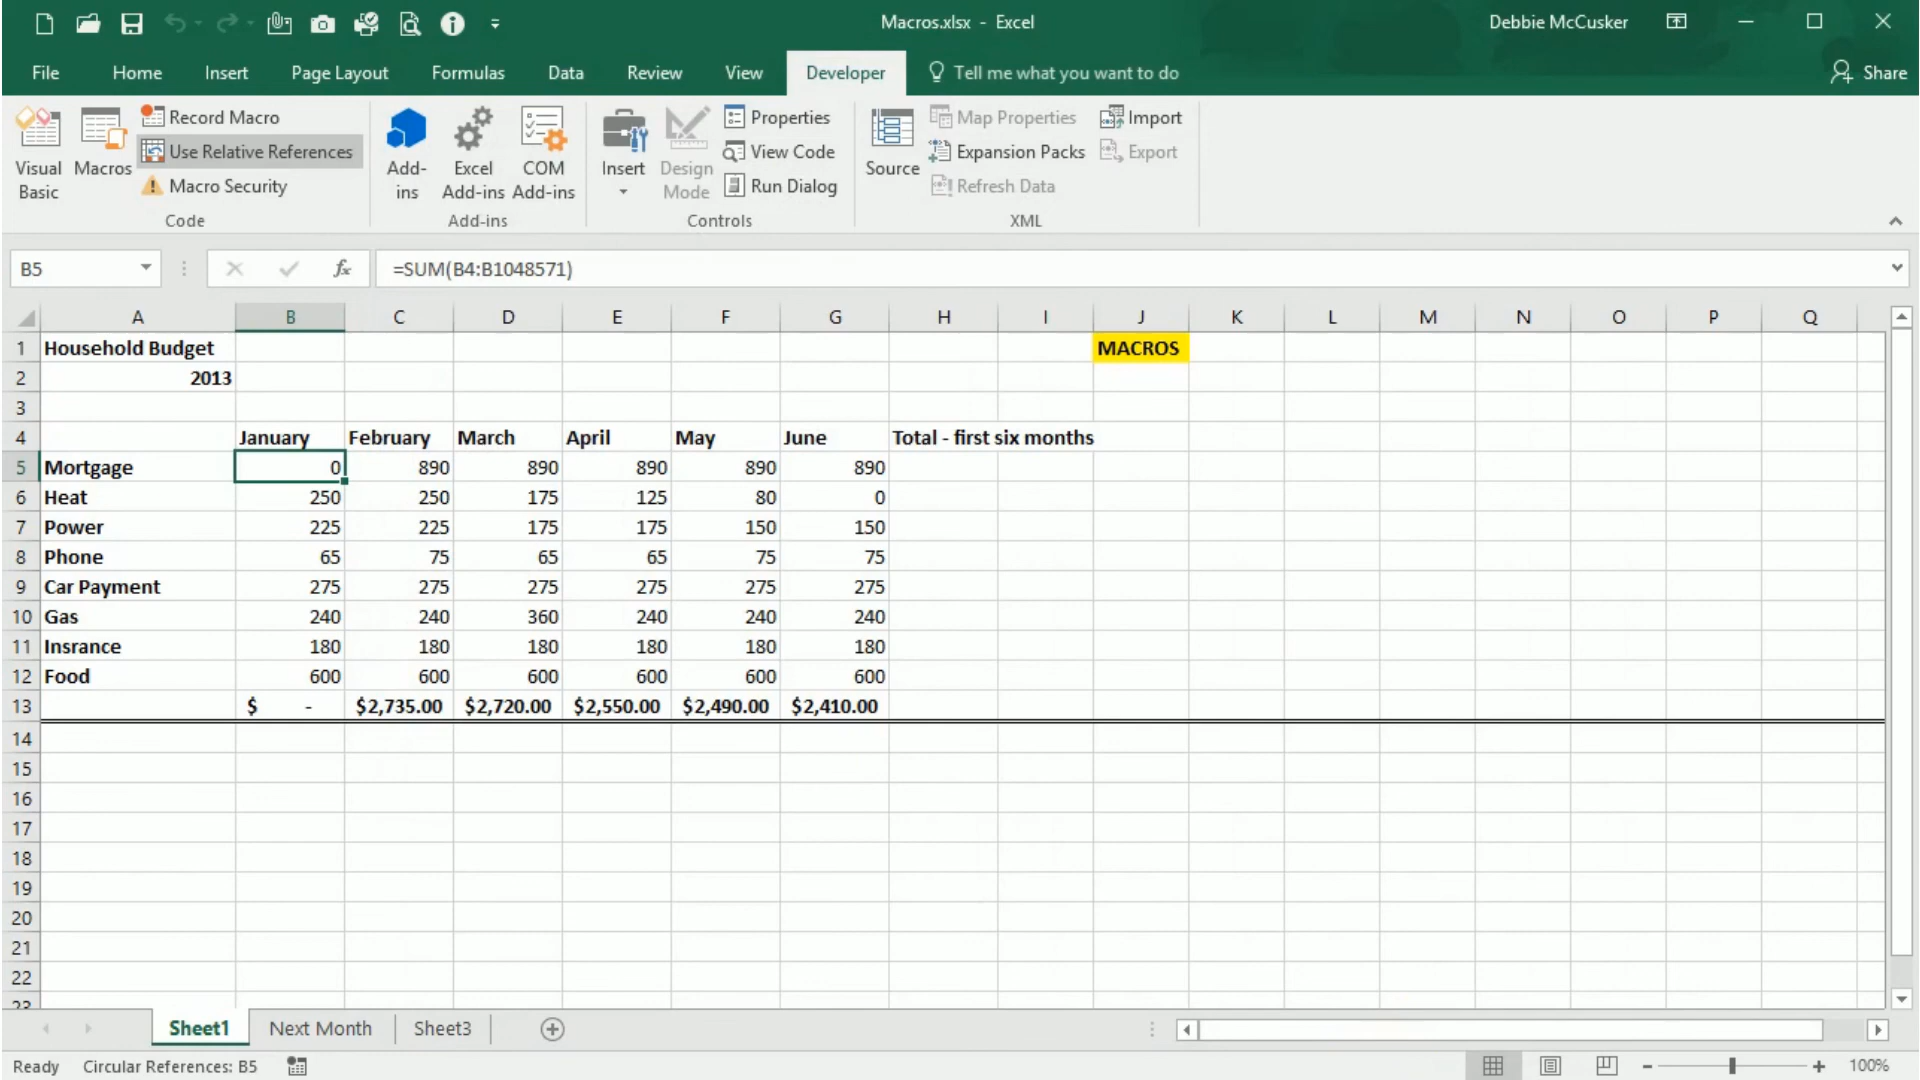 Macros.xlsx - Excel
Debbie McCusker
File Home Insert Page Layout Formulas Data Review View Developer Tell me what you want to do Share
Visual Basic
Macros
Record Macro
Use Relative References
Macro Security
Code
Add-ins
Excel Add-ins
COM Add-ins
Add-ins
Insert
Design Mode
Properties
View Code
Run Dialog
Controls
Source
Map Properties
Expansion Packs
Refresh Data
Import
Export
XML
B5 fx =SUM(B4:B1048571)
A B C D E F G H I J K L M N O P Q
1 Household Budget MACROS
2 2013
3
4 January February March April May June Total - first six months
5 Mortgage 0 890 890 890 890 890
6 Heat 250 250 175 125 80 0
7 Power 225 225 175 175 150 150
8 Phone 65 75 65 65 75 75
9 Car Payment 275 275 275 275 275 275
10 Gas 240 240 360 240 240 240
11 Insrance 180 180 180 180 180 180
12 Food 600 600 600 600 600 600
13 $ - $2,735.00 $2,720.00 $2,550.00 $2,490.00 $2,410.00
14
15
16
17
18
19
20
21
22
23
Sheet1 Next Month Sheet3
Ready Circular References: B5 100%